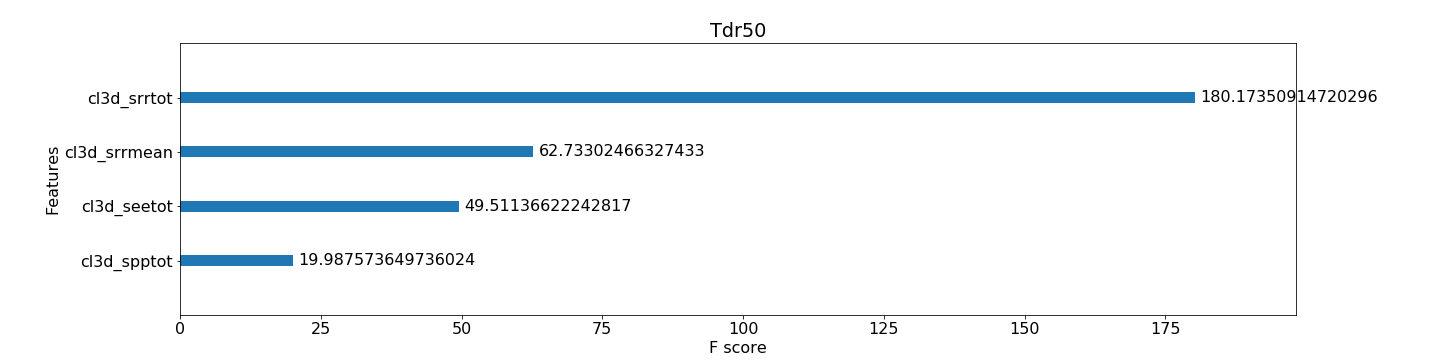 Tdr50
cl3d_srrtot
180.17350914720296
cl3d_srrmean
62.73302466327433
cl3d_seetot
49.51136622242817
cl3d_spptot
19.987573649736024
Features
0 25 50 75 100 125 150 175
F score